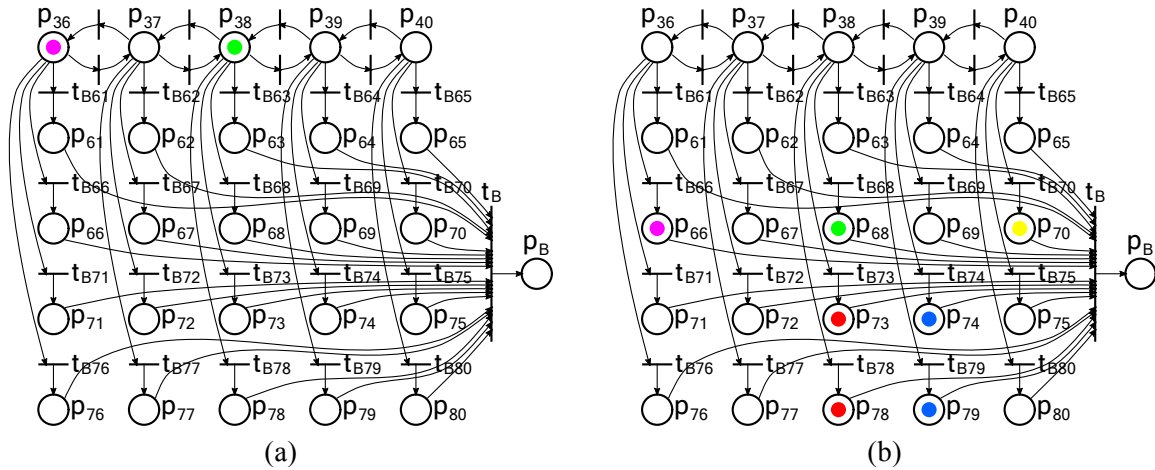 p36 p37 p38 p39 p40
tB61 tB62 tB63 tB64 tB65
p61 p62 p63 p64 p65
tB66 tB67 tB68 tB69 tB70
tB
p66 p67 p68 p69 p70
pB
tB71 tB72 tB73 tB74 tB75
p71 p72 p73 p74 p75
tB76 tB77 tB78 tB79 tB80
p76 p77 p78 p79 p80
(a)
p36 p37 p38 p39 p40
tB61 tB62 tB63 tB64 tB65
p61 p62 p63 p64 p65
tB66 tB67 tB68 tB69 tB70
tB
p66 p67 p68 p69 p70
pB
tB71 tB72 tB73 tB74 tB75
p71 p72 p73 p74 p75
tB76 tB77 tB78 tB79 tB80
p76 p77 p78 p79 p80
(b)